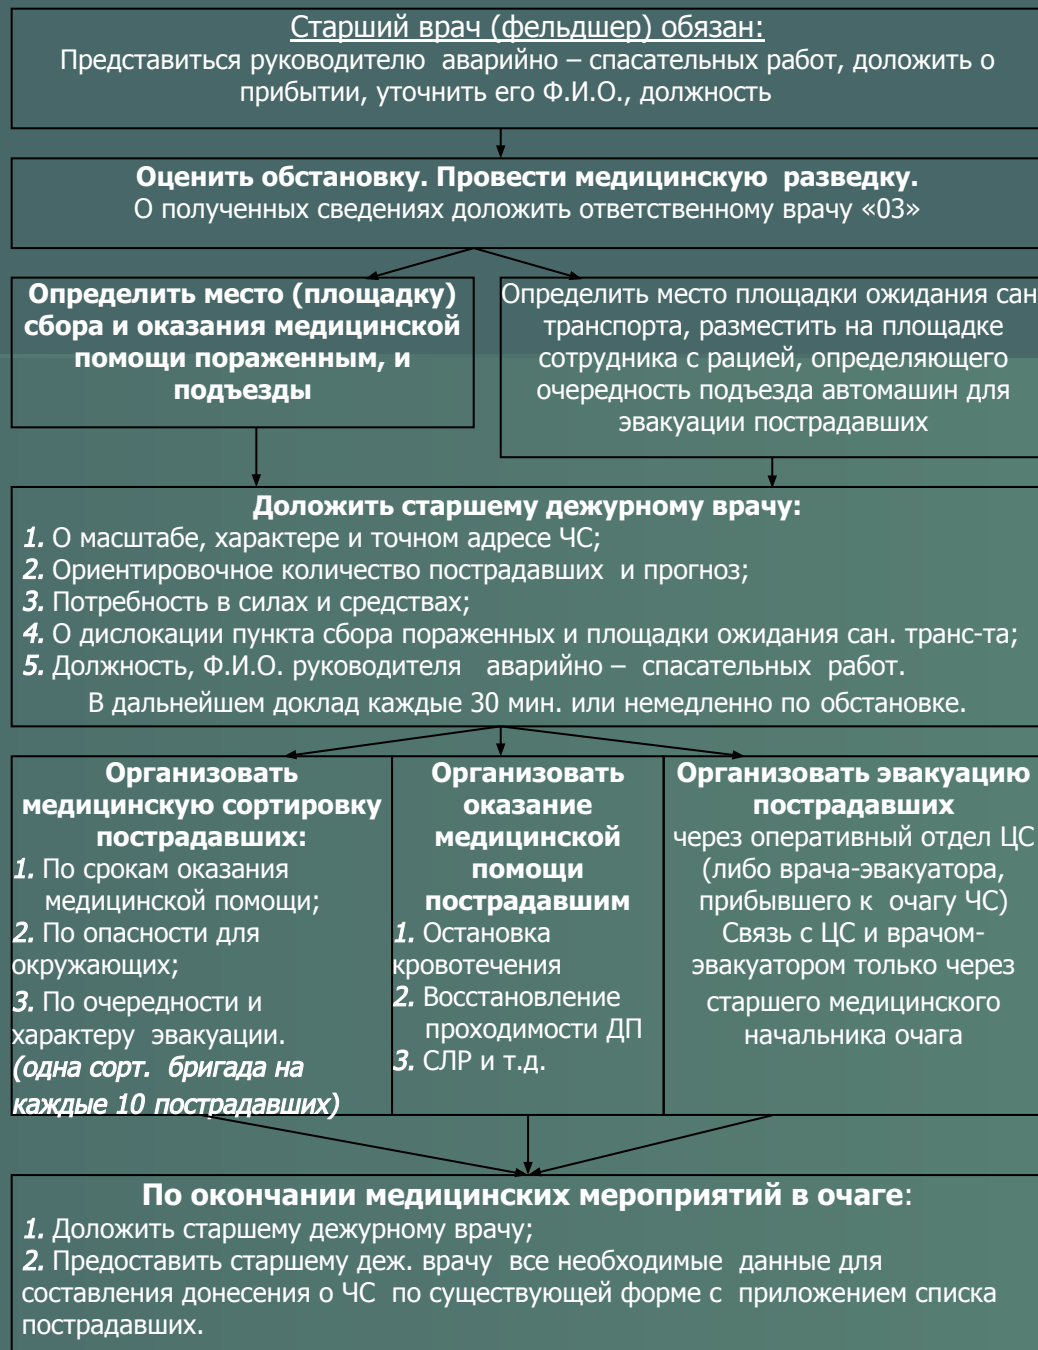 Старший врач (фельдшер) обязан:
Представиться руководителю аварийно – спасательных работ, доложить о
прибытии, уточнить его Ф.И.О., должность
Оценить обстановку. Провести медицинскую разведку.
О полученных сведениях доложить ответственному врачу «03»
Определить место (площадку)
сбора и оказания медицинской
помощи пораженным, и
подъезды
Определить место площадки ожидания сан
транспорта, разместить на площадке
сотрудника с рацией, определяющего
очередность подъезда автомашин для
эвакуации пострадавших
Доложить старшему дежурному врачу:
1. О масштабе, характере и точном адресе ЧС;
2. Ориентировочное количество пострадавших и прогноз;
3. Потребность в силах и средствах;
4. О дислокации пункта сбора пораженных и площадки ожидания сан. транс-та;
5. Должность, Ф.И.О. руководителя аварийно – спасательных работ.
В дальнейшем доклад каждые 30 мин. или немедленно по обстановке.
Организовать
медицинскую сортировку
пострадавших:
1. По срокам оказания
медицинской помощи;
2. По опасности для
окружающих;
3. По очередности и
характеру эвакуации.
(одна сорт. бригада на
каждые 10 пострадавших)
Организовать
оказание
медицинской
помощи
пострадавшим
1. Остановка
кровотечения
2. Восстановление
проходимости ДП
3. СЛР и т.д.
Организовать эвакуацию
пострадавших
через оперативный отдел ЦС
(либо врача-эвакуатора,
прибывшего к очагу ЧС)
Связь с ЦС и врачом-
эвакуатором только через
старшего медицинского
начальника очага
По окончании медицинских мероприятий в очаге:
1. Доложить старшему дежурному врачу;
2. Предоставить старшему деж. врачу все необходимые данные для
составления донесения о ЧС по существующей форме с приложением списка
пострадавших.